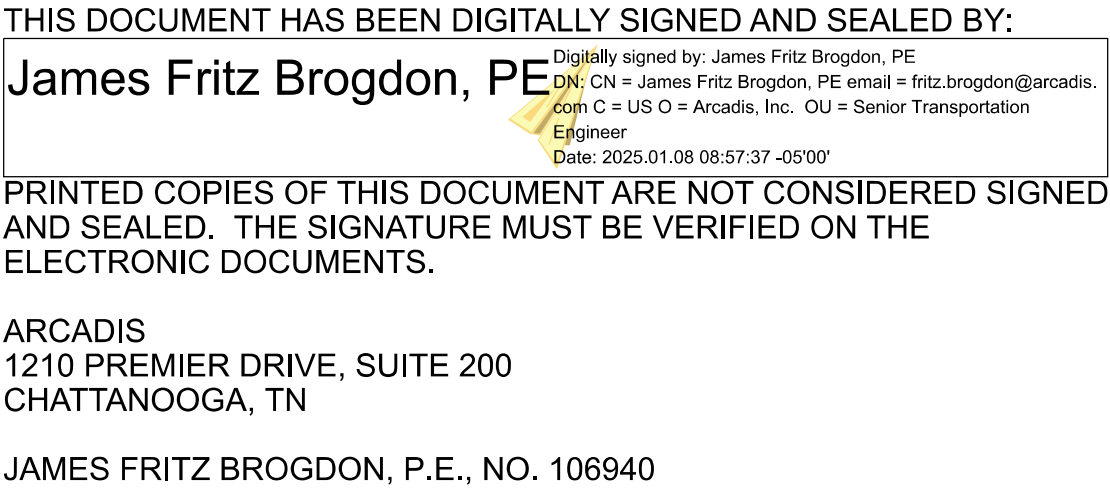 THIS DOCUMENT HAS BEEN DIGITALLY SIGNED AND SEALED BY:
James Fritz Brogdon, PE
Digitally signed by: James Fritz Brogdon, PE
DN: CN = James Fritz Brogdon, PE email = fritz.brogdon@arcadis.
com C = US O = Arcadis, Inc.  OU = Senior Transportation
Engineer
Date: 2025.01.08 08:57:37 -05'00'
PRINTED COPIES OF THIS DOCUMENT ARE NOT CONSIDERED SIGNED
AND SEALED.  THE SIGNATURE MUST BE VERIFIED ON THE
ELECTRONIC DOCUMENTS.
ARCADIS
1210 PREMIER DRIVE, SUITE 200
CHATTANOOGA, TN
JAMES FRITZ BROGDON, P.E., NO. 106940